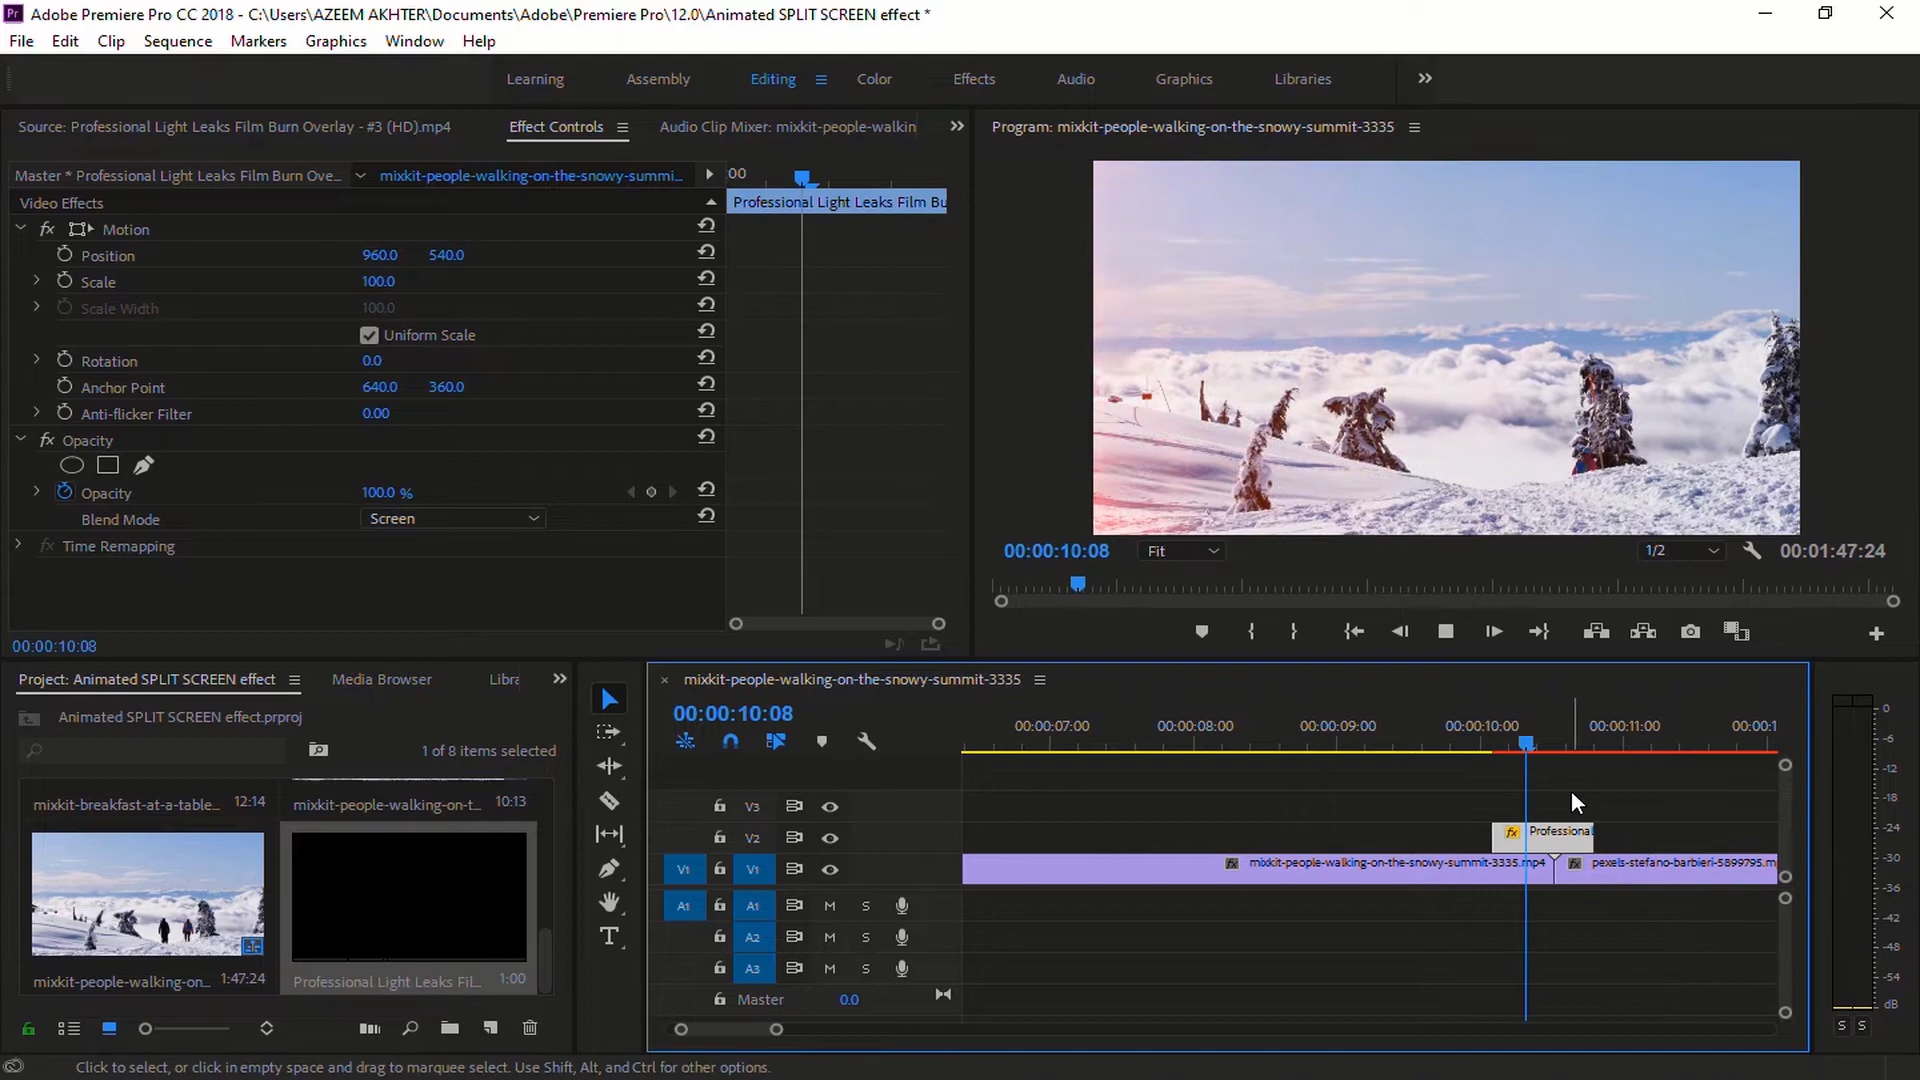 Pr Adobe Premiere Pro CC 2018 - C:\Users\AZEEM AKHTER\Documents\Adobe\Premiere Pro\12.0\Animated SPLIT SCREEN effect *
File Edit Clip Sequence Markers Graphics Window Help
Learning Assembly Editing Color Effects Audio Graphics Libraries
Source: Professional Light Leaks Film Burn Overlay - #3 (HD).mp4 Effect Controls Audio Clip Mixer: mixkit-people-walkin
Program: mixkit-people-walking-on-the-snowy-summit-3335
Master * Professional Light Leaks Film Burn Ove... mixkit-people-walking-on-the-snowy-summi... :00
Video Effects Professional Light Leaks Film Bu
fx Motion
Position 960.0 540.0
Scale 100.0
Scale Width 100.0
Uniform Scale
Rotation 0.0
Anchor Point 640.0 360.0
Anti-flicker Filter 0.00
fx Opacity
Opacity 100.0 %
Blend Mode Screen
fx Time Remapping
00:00:10:08
00:00:10:08 Fit 1/2 00:01:47:24
Project: Animated SPLIT SCREEN effect Media Browser Libra
Animated SPLIT SCREEN effect.prproj
1 of 8 items selected
mixkit-breakfast-at-a-table... 12:14 mixkit-people-walking-on-t... 10:13
mixkit-people-walking-on... 1:47:24 Professional Light Leaks Fil... 1:00
T
× mixkit-people-walking-on-the-snowy-summit-3335
00:00:10:08
00:00:07:00 00:00:08:00 00:00:09:00 00:00:10:00 00:00:11:00 00:00:1
V3
V2 fx Professional
V1 V1 fx mixkit-people-walking-on-the-snowy-summit-3335.mp4 fx pexels-stefano-barbieri-5899795.m
A1 A1 M S
A2 M S
A3 M S
Master 0.0
0
-6
-12
-18
-24
-30
-36
-42
-48
-54
dB
S S
Click to select, or click in empty space and drag to marquee select. Use Shift, Alt, and Ctrl for other options.